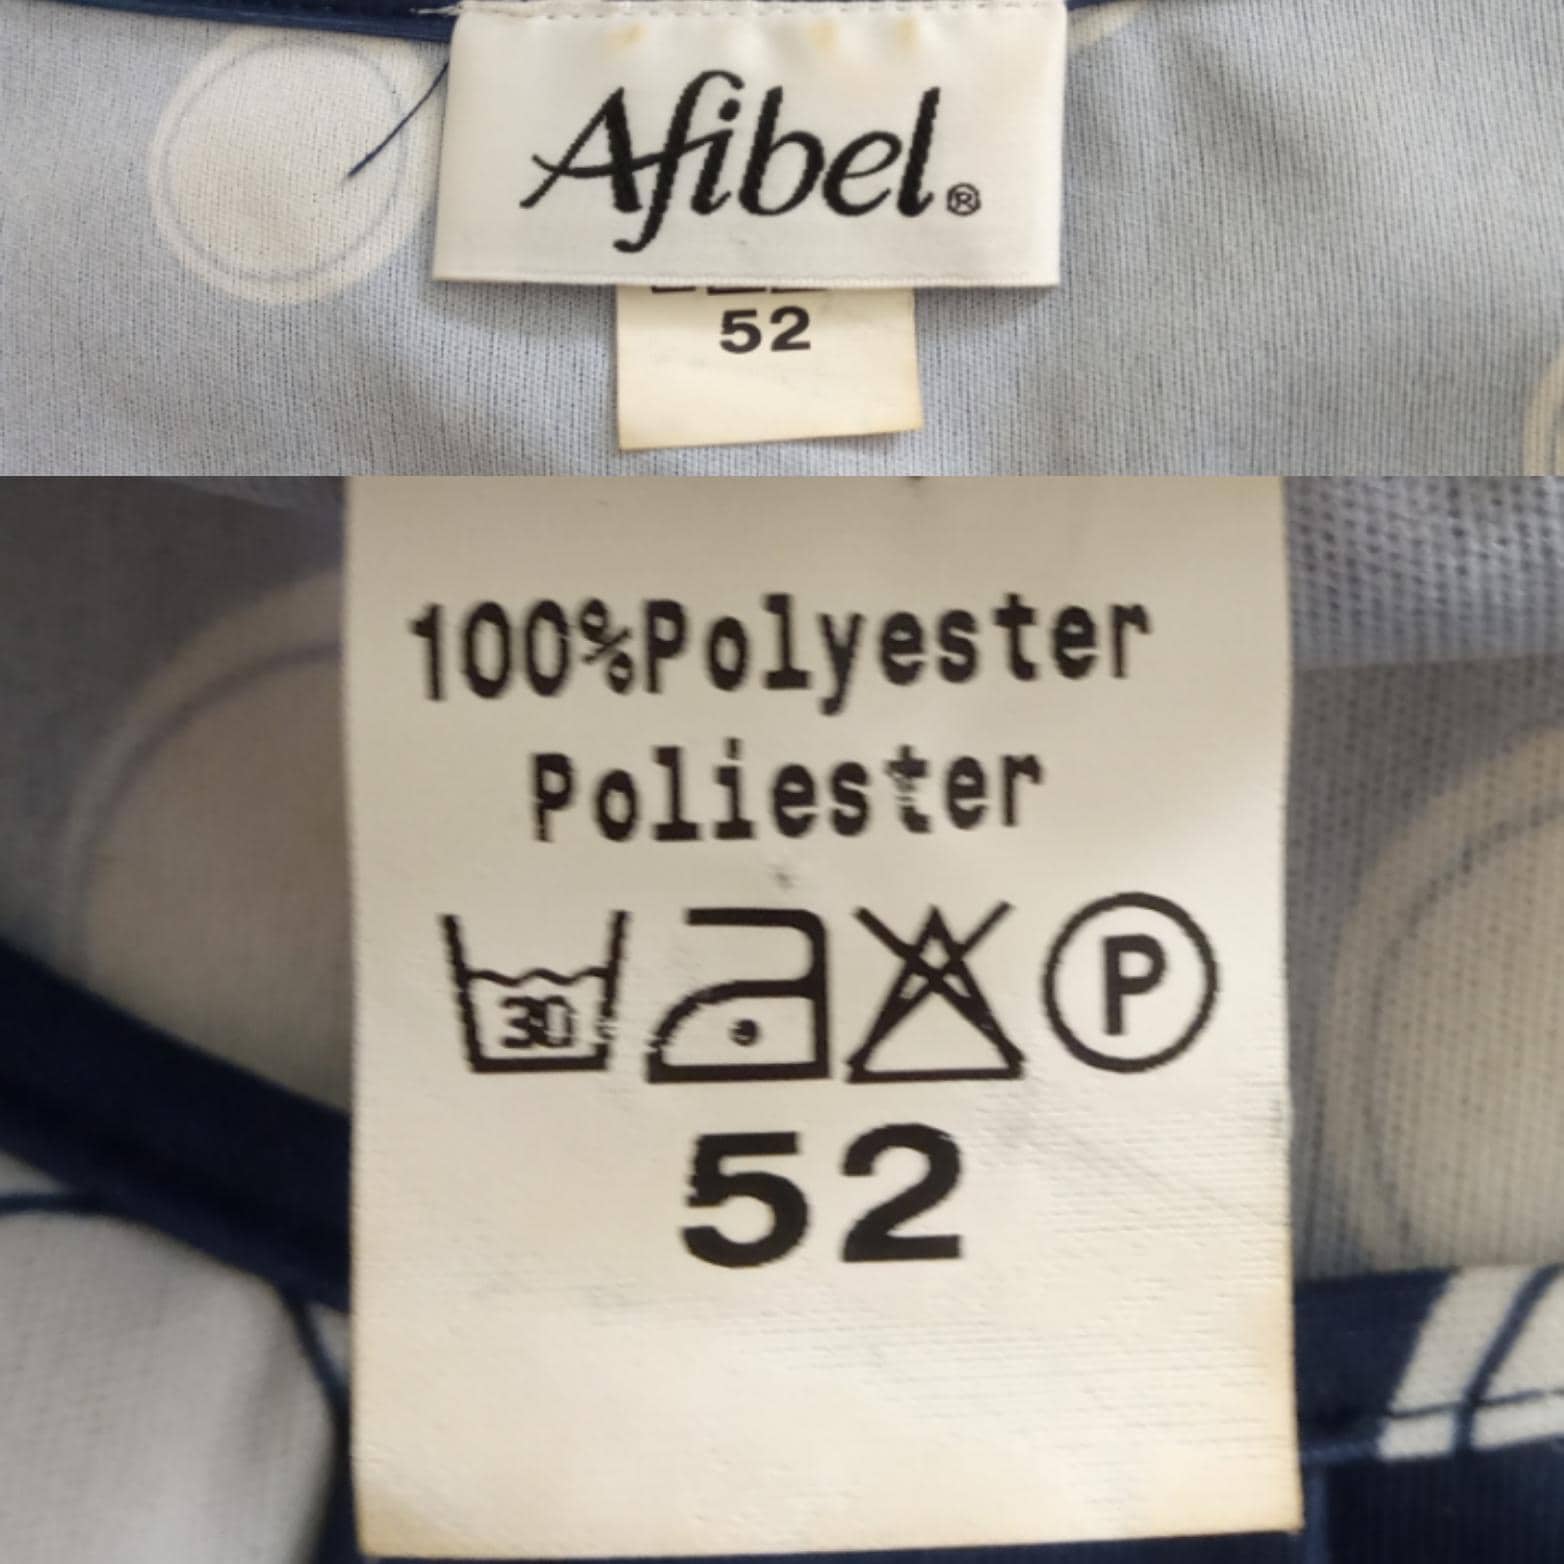 Afibel®
52
100%Polyester
Poliester
30 P
52